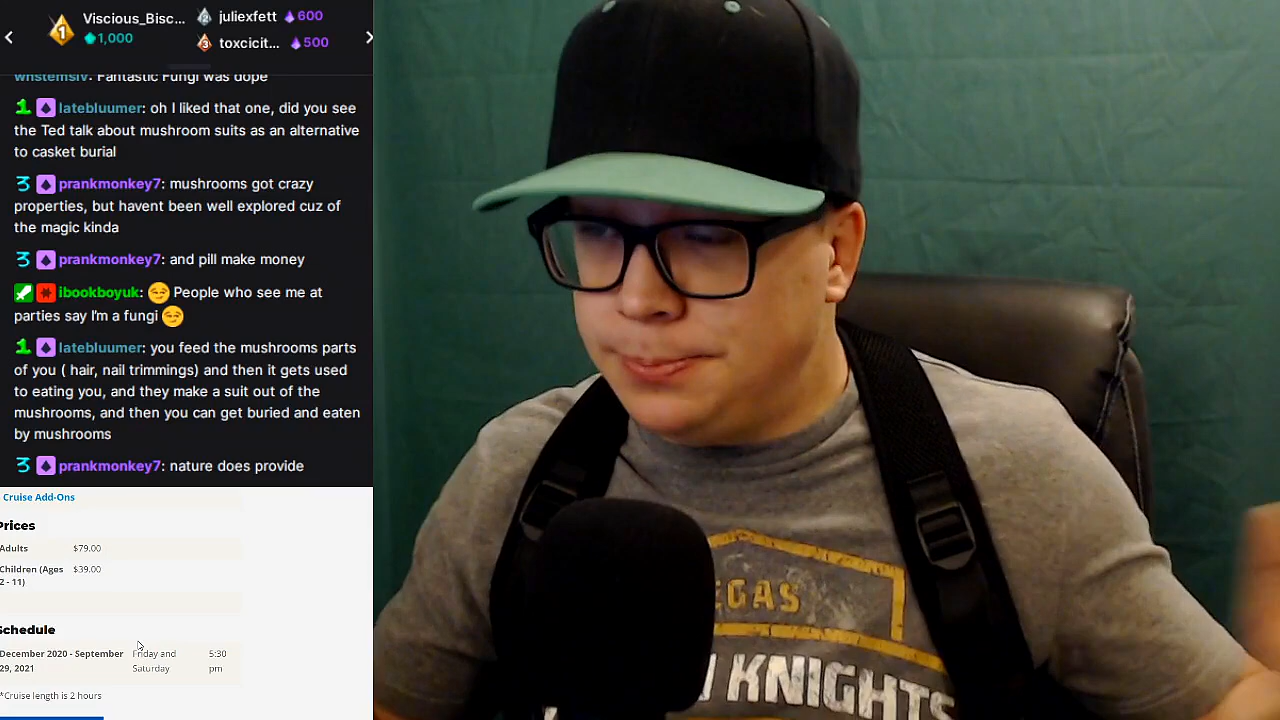 Viscious_Bisc...
1,000
juliexfett 600
toxcicit... 500
whstemsiv: Fantastic Fungi was dope
latebluumer: oh I liked that one, did you see
the Ted talk about mushroom suits as an alternative
to casket burial
prankmonkey7: mushrooms got crazy
properties, but havent been well explored cuz of
the magic kinda
prankmonkey7: and pill make money
ibookboyuk: 😏 People who see me at
parties say I'm a fungi 😏
latebluumer: you feed the mushrooms parts
of you ( hair, nail trimmings) and then it gets used
to eating you, and they make a suit out of the
mushrooms, and then you can get buried and eaten
by mushrooms
prankmonkey7: nature does provide
Cruise Add-Ons
Prices
Adults $79.00
Children (Ages $39.00
2 - 11)
Schedule
December 2020 - September Friday and 5:30
29, 2021 Saturday pm
*Cruise length is 2 hours
EGAS
KNIGHTS